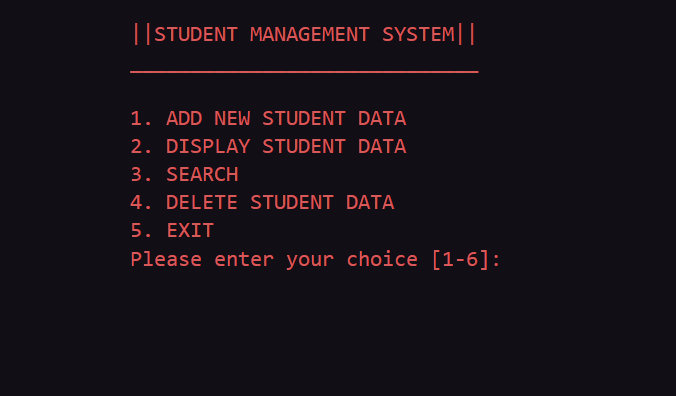 ||STUDENT MANAGEMENT SYSTEM||
_____________________________
1. ADD NEW STUDENT DATA
2. DISPLAY STUDENT DATA
3. SEARCH
4. DELETE STUDENT DATA
5. EXIT
Please enter your choice [1-6]: